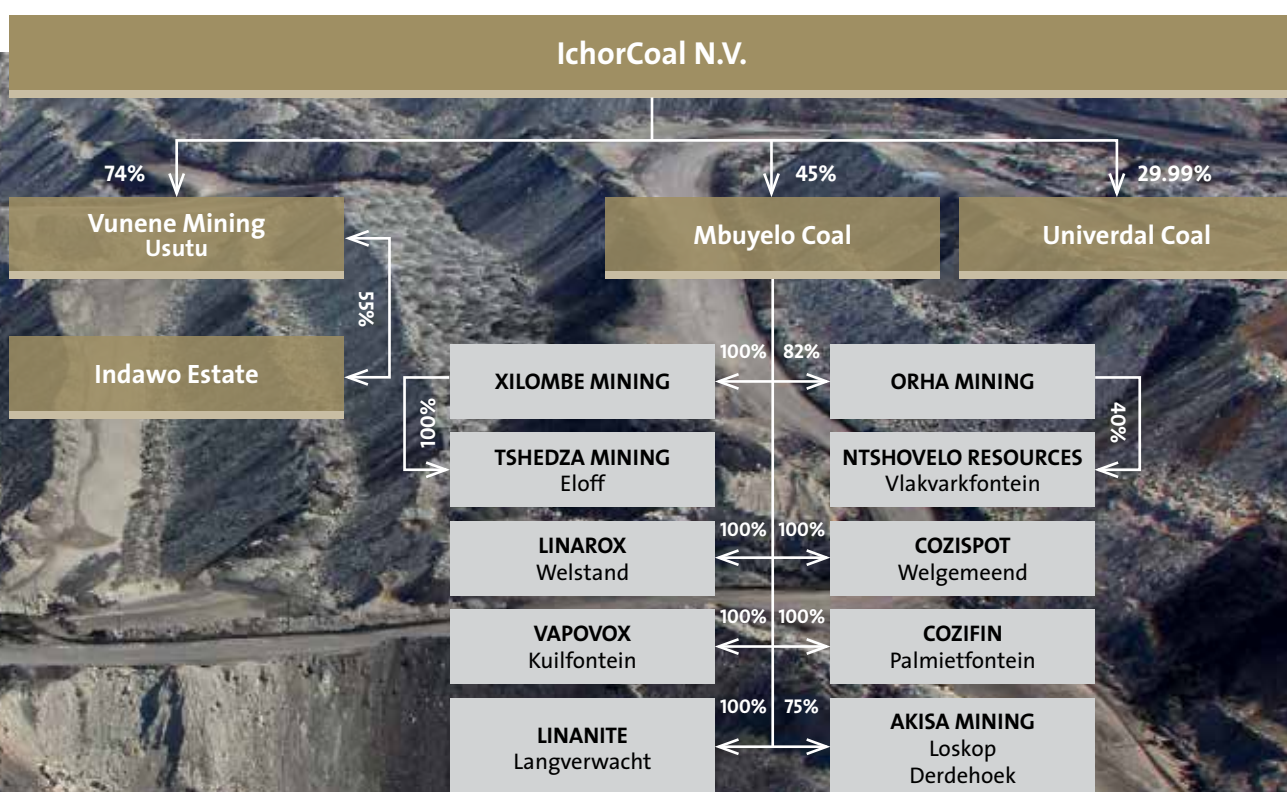 IchorCoal N.V.
74%
45%
29.99%
Vunene Mining
Usutu
Mbuyelo Coal
Univerdal Coal
55%
Indawo Estate
100% 82%
XILOMBE MINING
ORHA MINING
100%
40%
TSHEDZA MINING
Eloff
NTSHOVELO RESOURCES
Vlakvarkfontein
100% 100%
LINAROX
Welstand
COZISPOT
Welgemeend
100% 100%
VAPOVOX
Kuilfontein
COZIFIN
Palmietfontein
100% 75%
LINANITE
Langverwacht
AKISA MINING
Loskop
Derdehoek